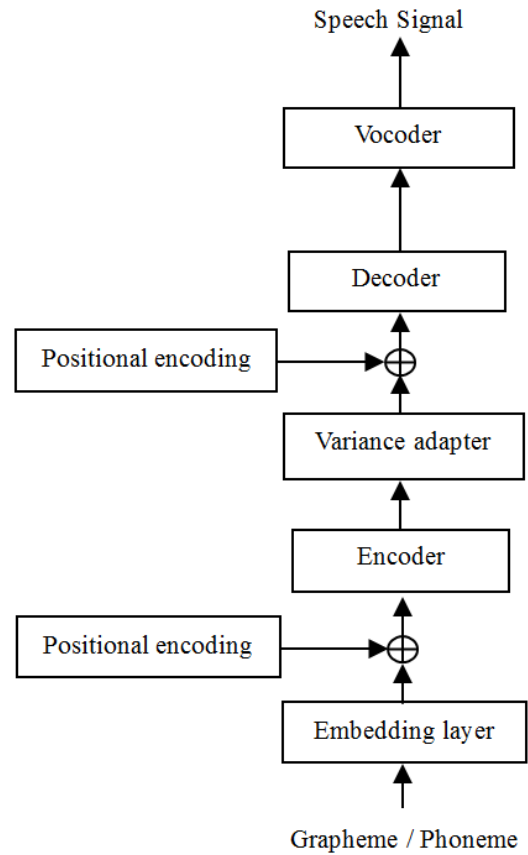 Speech Signal
Vocoder
Decoder
Positional encoding
Variance adapter
Encoder
Positional encoding
Embedding layer
Grapheme / Phoneme